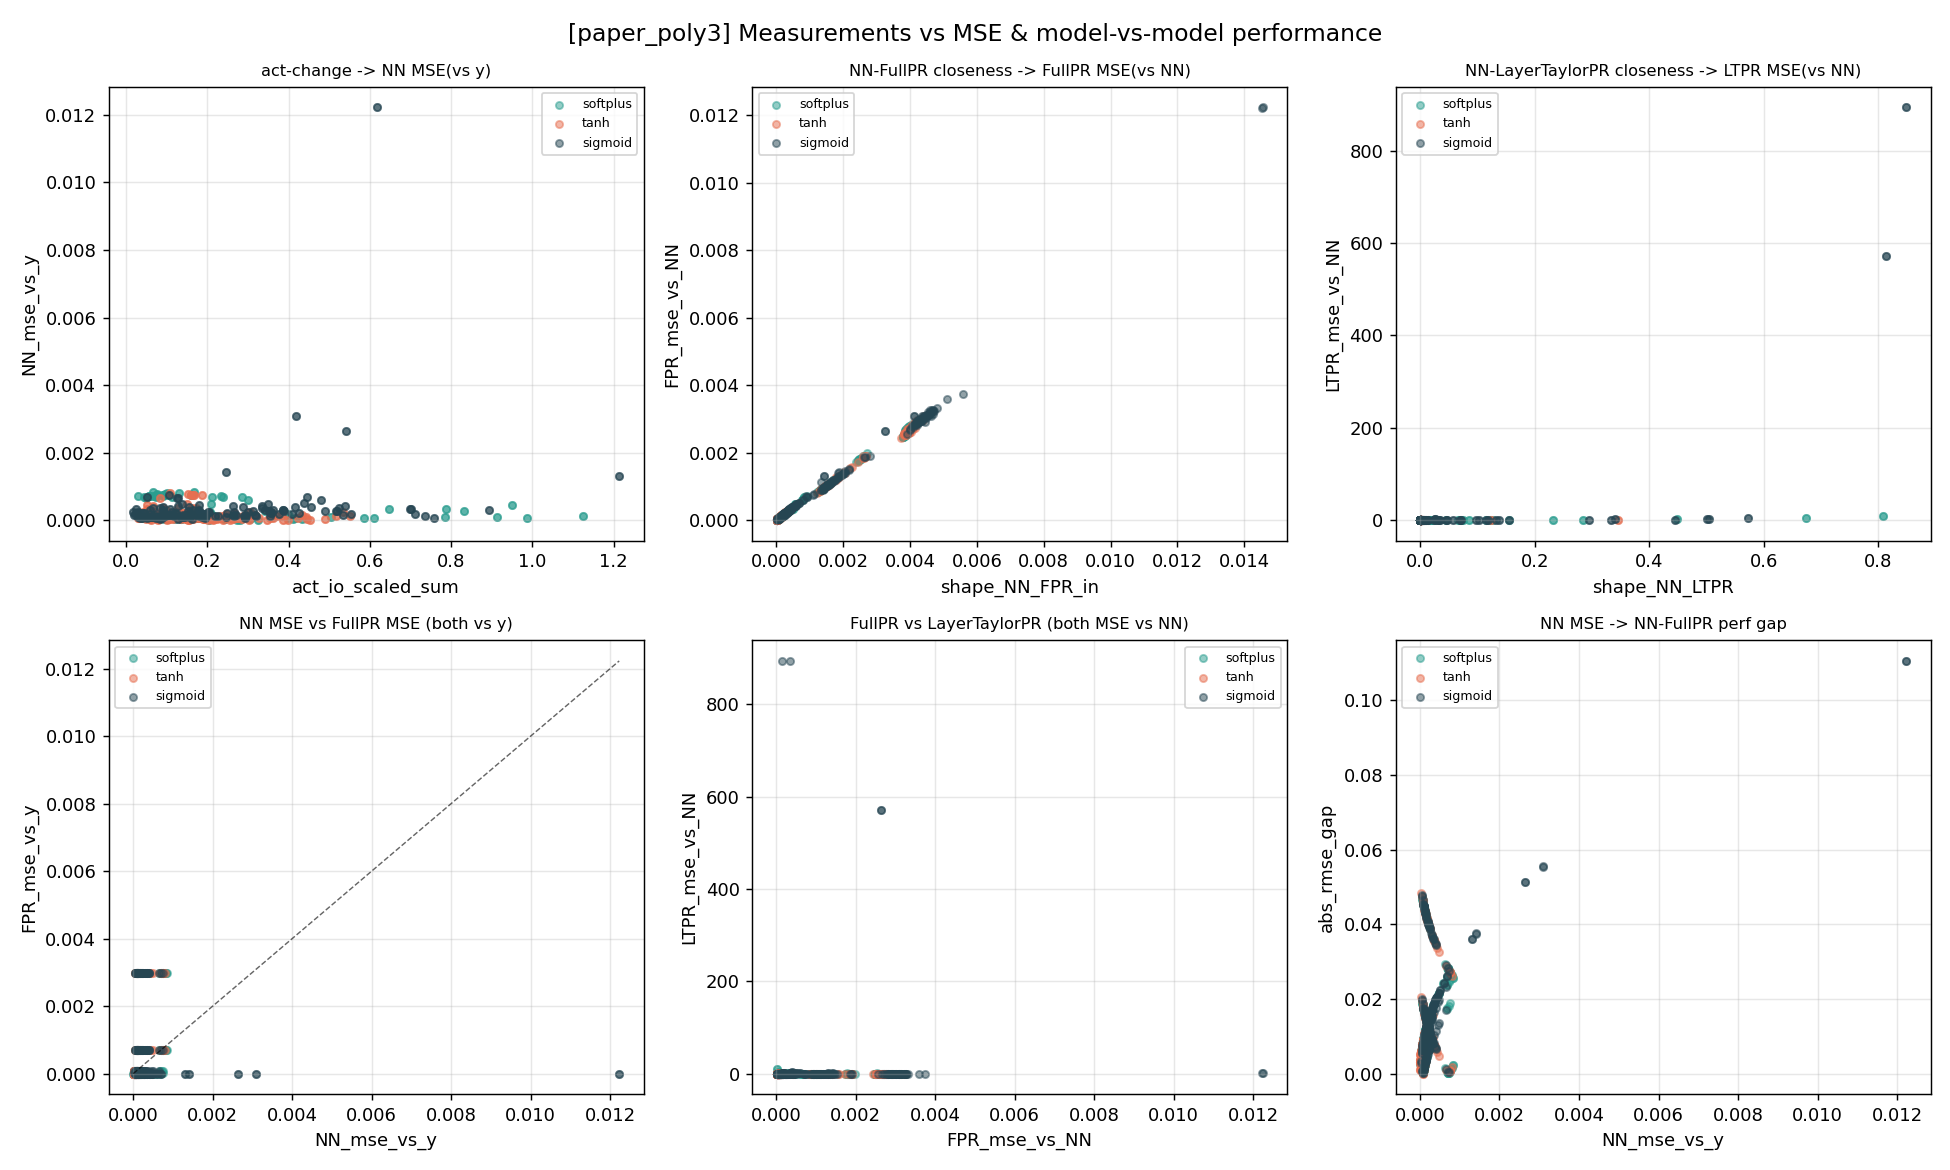 [paper_poly3] Measurements vs MSE & model-vs-model performance
act-change -> NN MSE(vs y)
NN_mse_vs_y
0.012
0.010
0.008
0.006
0.004
0.002
0.000
softplus
tanh
sigmoid
0.0 0.2 0.4 0.6 0.8 1.0 1.2
act_io_scaled_sum
NN-FullPR closeness -> FullPR MSE(vs NN)
FPR_mse_vs_NN
0.012
0.010
0.008
0.006
0.004
0.002
0.000
softplus
tanh
sigmoid
0.000 0.002 0.004 0.006 0.008 0.010 0.012 0.014
shape_NN_FPR_in
NN-LayerTaylorPR closeness -> LTPR MSE(vs NN)
LTPR_mse_vs_NN
800
600
400
200
0
softplus
tanh
sigmoid
0.0 0.2 0.4 0.6 0.8
shape_NN_LTPR
NN MSE vs FullPR MSE (both vs y)
FPR_mse_vs_y
0.012
0.010
0.008
0.006
0.004
0.002
0.000
softplus
tanh
sigmoid
0.000 0.002 0.004 0.006 0.008 0.010 0.012
NN_mse_vs_y
FullPR vs LayerTaylorPR (both MSE vs NN)
LTPR_mse_vs_NN
800
600
400
200
0
softplus
tanh
sigmoid
0.000 0.002 0.004 0.006 0.008 0.010 0.012
FPR_mse_vs_NN
NN MSE -> NN-FullPR perf gap
abs_rmse_gap
0.10
0.08
0.06
0.04
0.02
0.00
softplus
tanh
sigmoid
0.000 0.002 0.004 0.006 0.008 0.010 0.012
NN_mse_vs_y